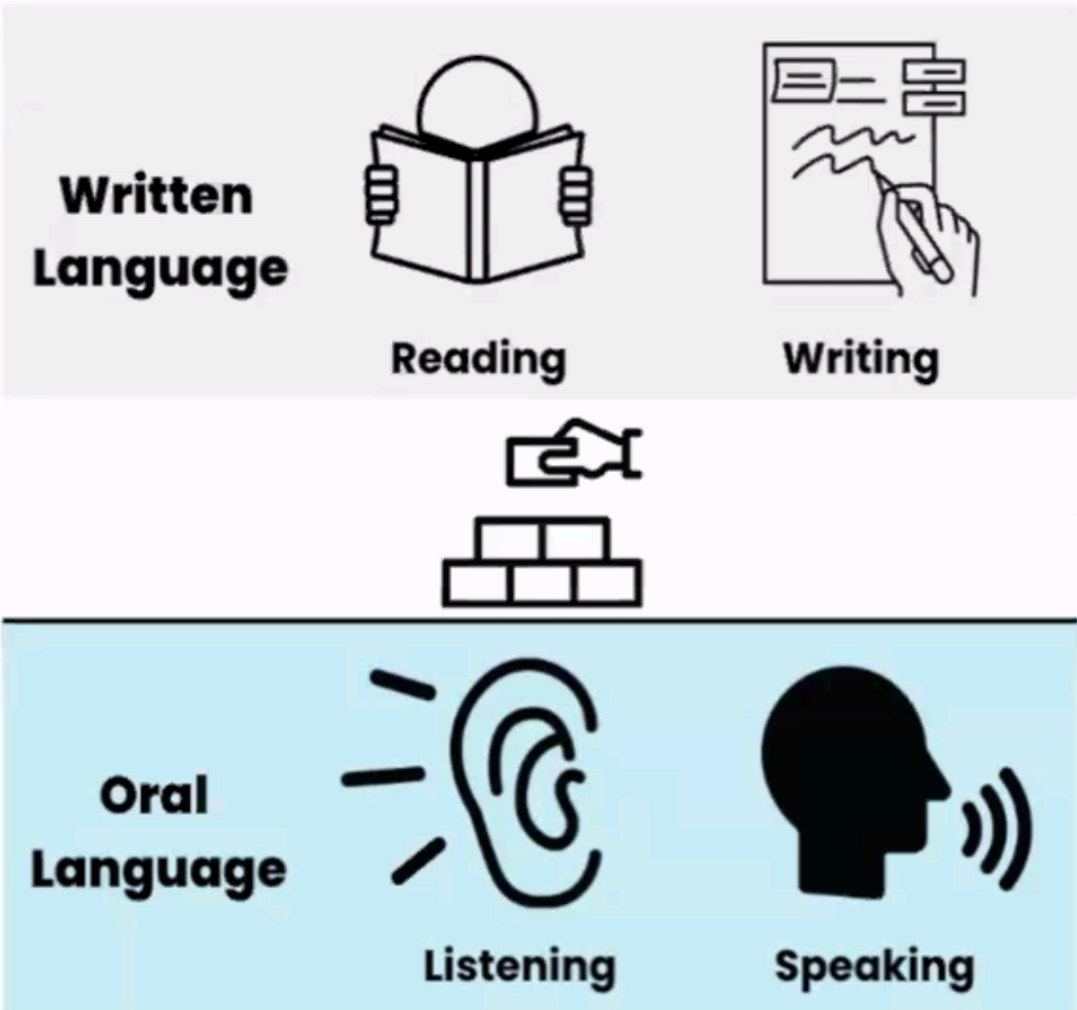 Written
Language
Reading
Writing
Oral
Language
Listening
Speaking